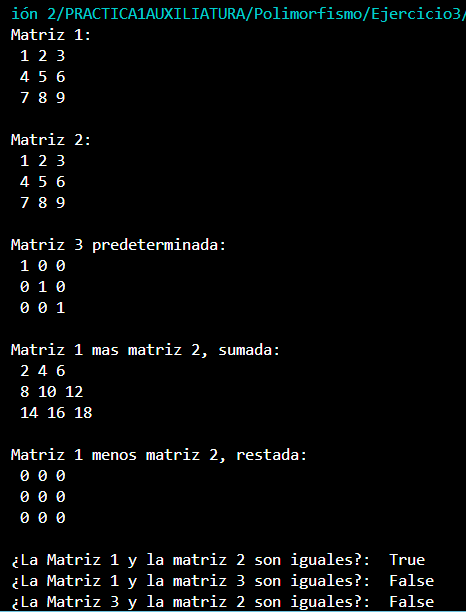 ión 2/PRACTICA1AUXILIATURA/Polimorfismo/Ejercicio3/
Matriz 1:
1 2 3
4 5 6
7 8 9
Matriz 2:
1 2 3
4 5 6
7 8 9
Matriz 3 predeterminada:
1 0 0
0 1 0
0 0 1
Matriz 1 mas matriz 2, sumada:
2 4 6
8 10 12
14 16 18
Matriz 1 menos matriz 2, restada:
0 0 0
0 0 0
0 0 0
¿La Matriz 1 y la matriz 2 son iguales?:  True
¿La Matriz 1 y la matriz 3 son iguales?:  False
¿La Matriz 3 y la matriz 2 son iguales?:  False